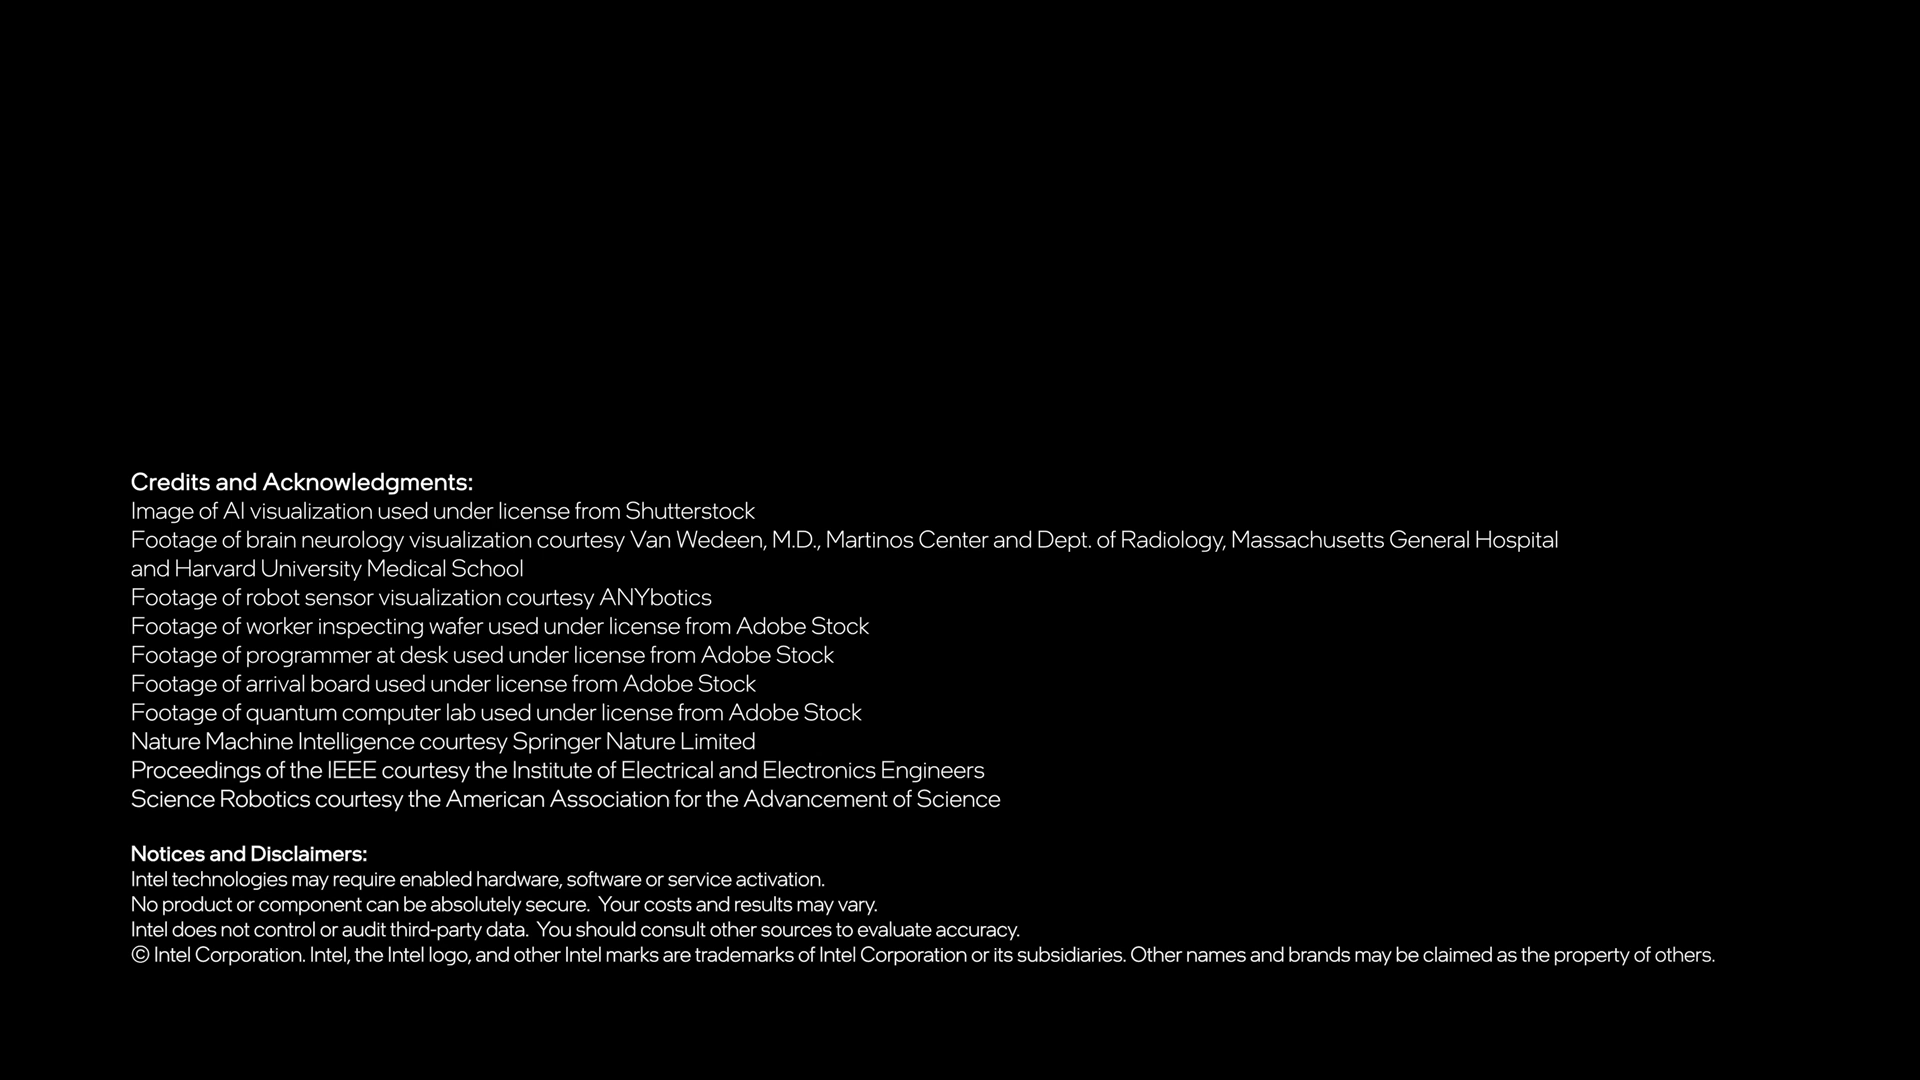 Credits and Acknowledgments:
Image of AI visualization used under license from Shutterstock
Footage of brain neurology visualization courtesy Van Wedeen, M.D., Martinos Center and Dept. of Radiology, Massachusetts General Hospital
and Harvard University Medical School
Footage of robot sensor visualization courtesy ANYbotics
Footage of worker inspecting wafer used under license from Adobe Stock
Footage of programmer at desk used under license from Adobe Stock
Footage of arrival board used under license from Adobe Stock
Footage of quantum computer lab used under license from Adobe Stock
Nature Machine Intelligence courtesy Springer Nature Limited
Proceedings of the IEEE courtesy the Institute of Electrical and Electronics Engineers
Science Robotics courtesy the American Association for the Advancement of Science
Notices and Disclaimers:
Intel technologies may require enabled hardware, software or service activation.
No product or component can be absolutely secure.  Your costs and results may vary.
Intel does not control or audit third-party data.  You should consult other sources to evaluate accuracy.
© Intel Corporation. Intel, the Intel logo, and other Intel marks are trademarks of Intel Corporation or its subsidiaries. Other names and brands may be claimed as the property of others.